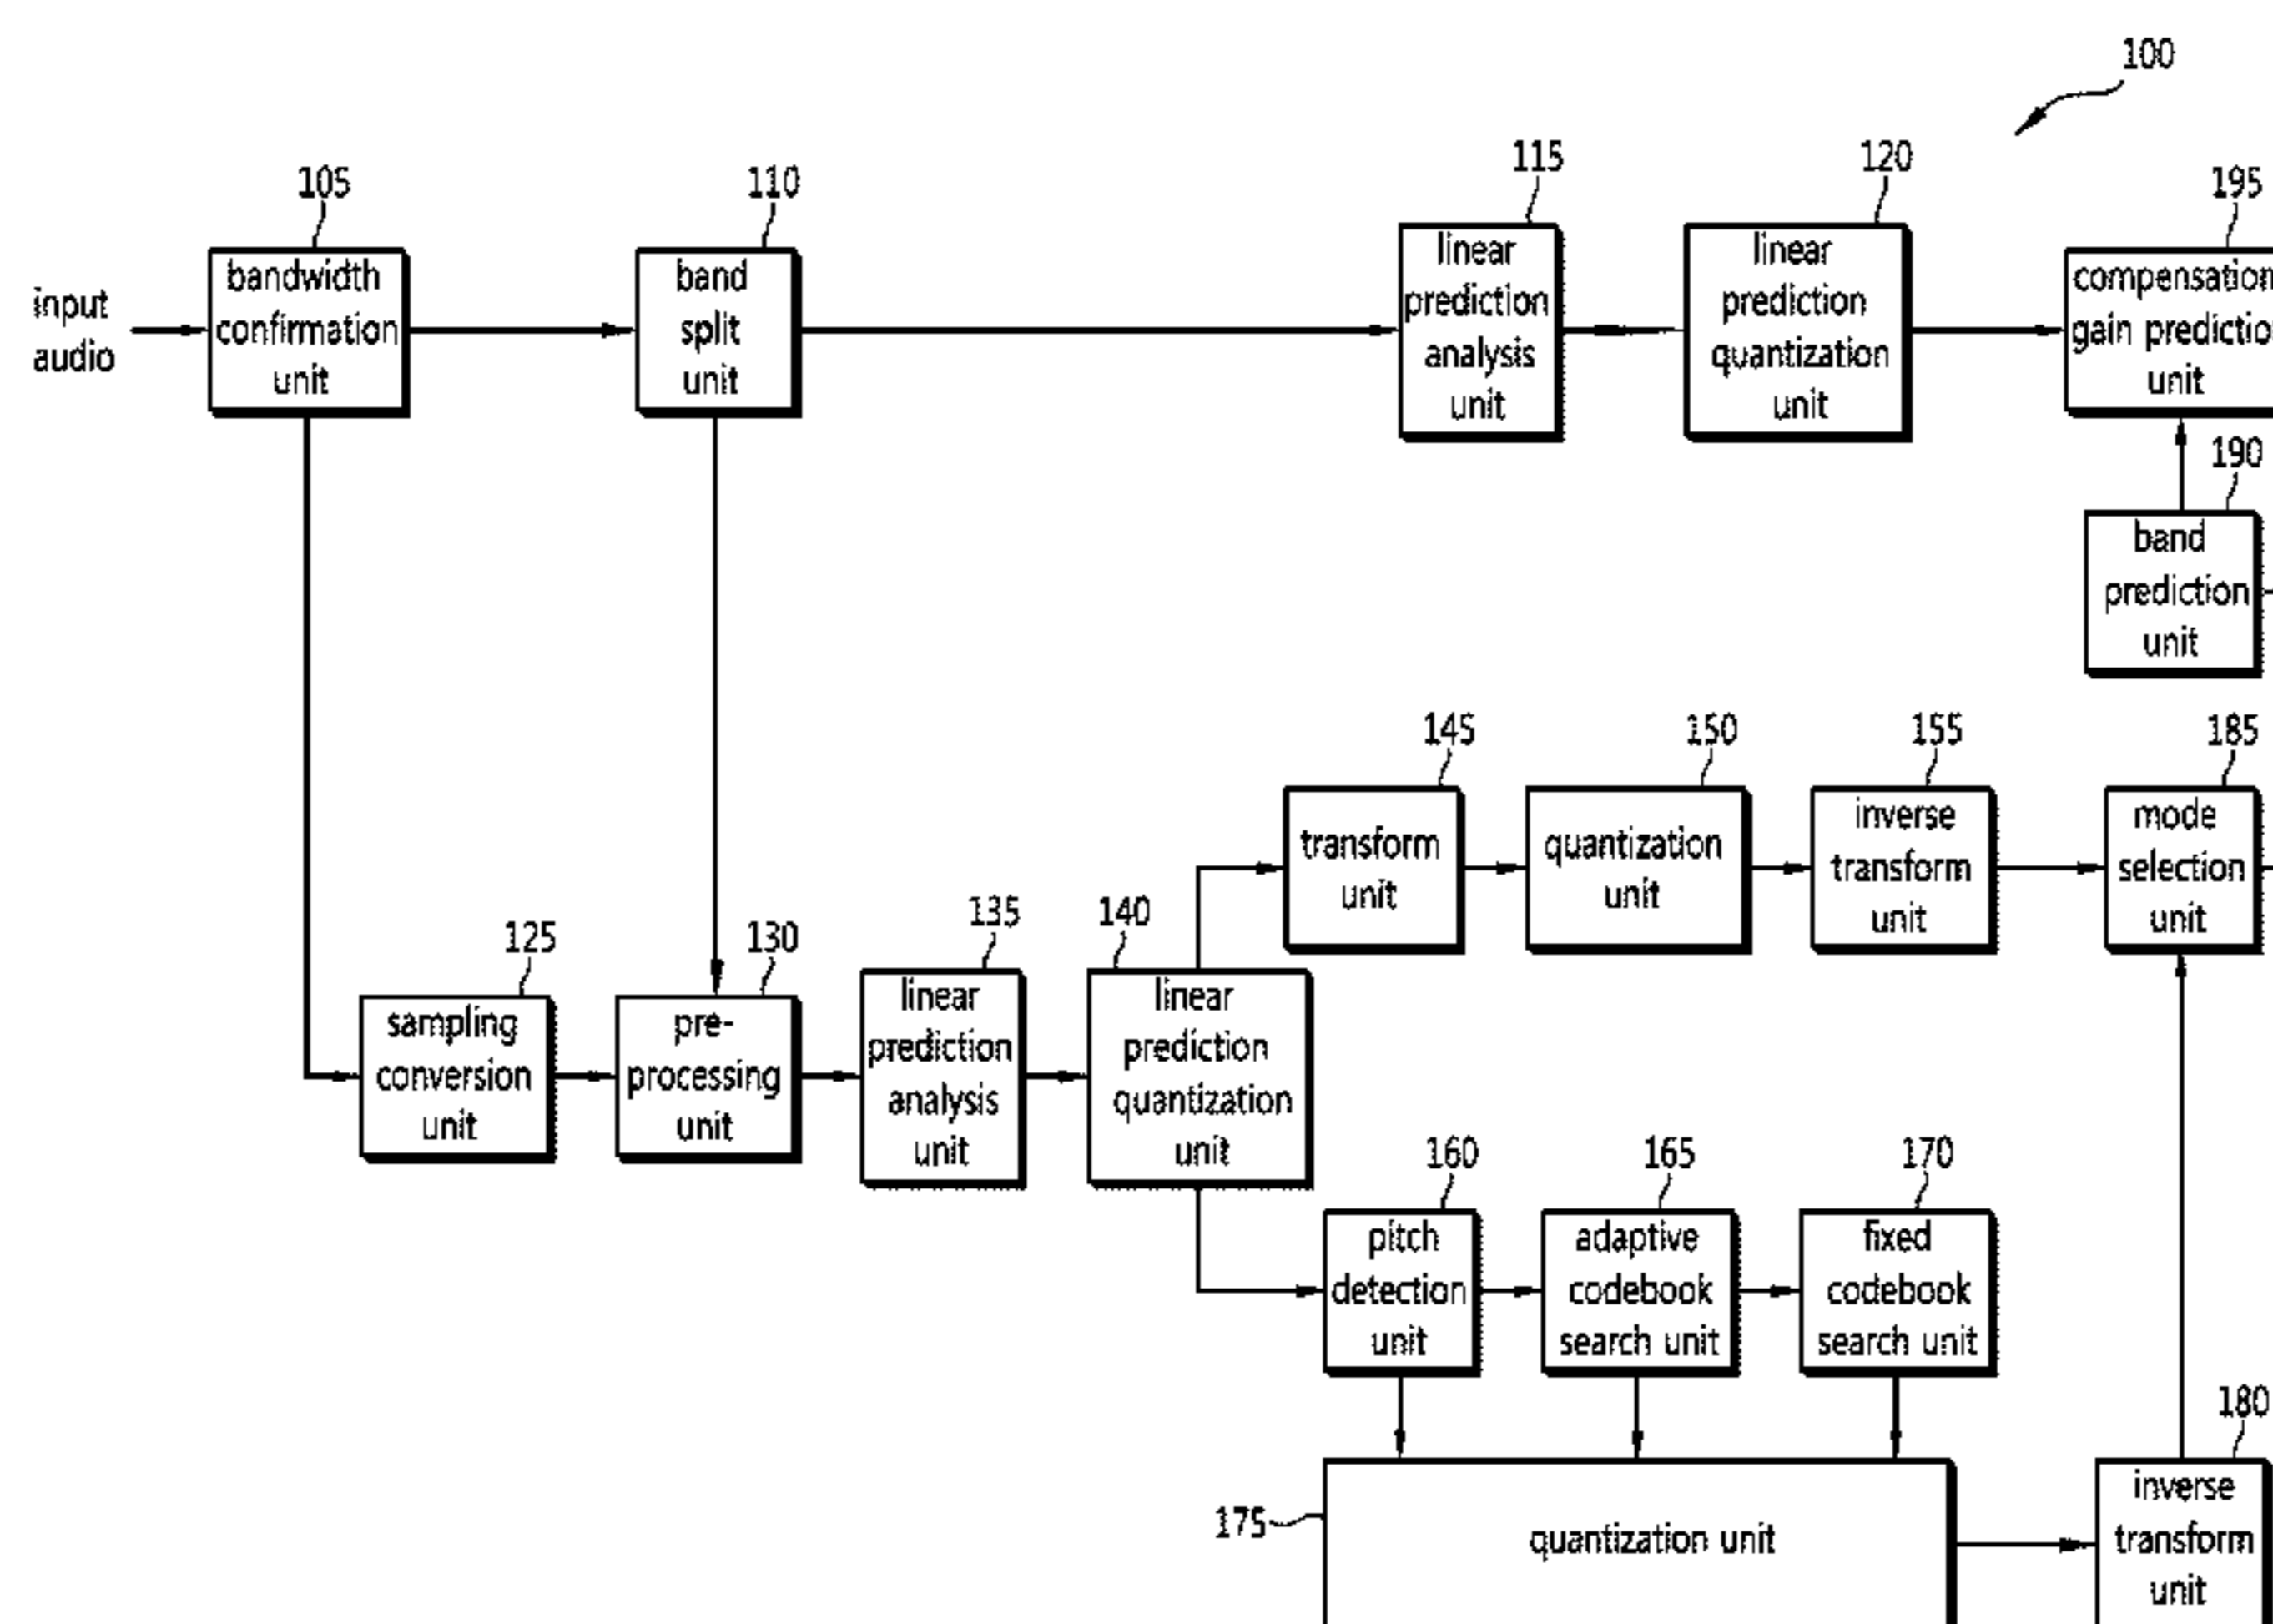 100
105
110
115
120
195
input
audio
bandwidth
confirmation
unit
band
split
unit
linear
prediction
analysis
unit
linear
prediction
quantization
unit
compensation
gain predictio
unit
190
band
prediction
unit
145
150
155
185
transform
unit
quantization
unit
inverse
transform
unit
mode
selection
unit
125
130
135
140
sampling
conversion
unit
pre-
processing
unit
linear
prediction
analysis
unit
linear
prediction
quantization
unit
160
165
170
pitch
detection
unit
adaptive
codebook
search unit
fixed
codebook
search unit
180
175
quantization unit
inverse
transform
unit